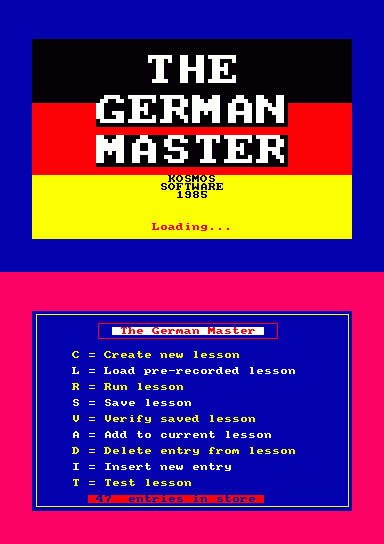 THE
GERMAN
MASTER
KOSMOS
SOFTWARE
1985
Loading...
The German Master
C = Create new lesson
L = Load pre-recorded lesson
R = Run lesson
S = Save lesson
V = Verify saved lesson
A = Add to current lesson
D = Delete entry from lesson
I = Insert new entry
T = Test lesson
47 entries in store